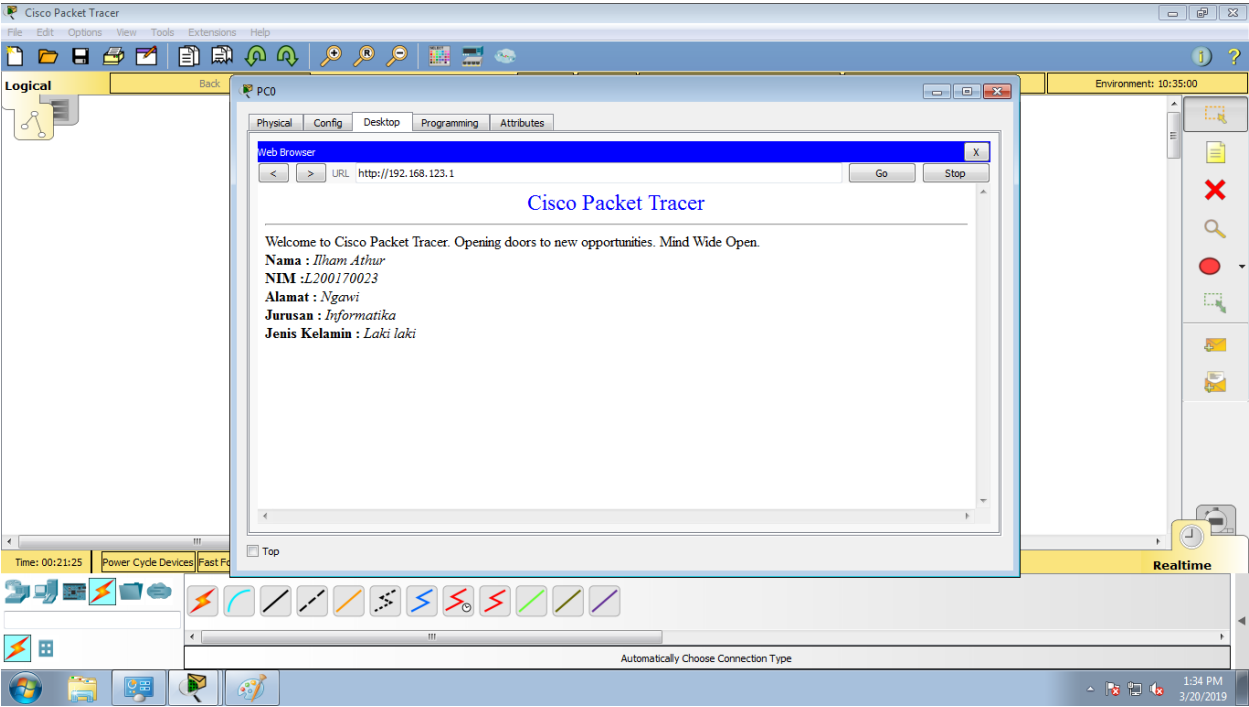 Cisco Packet Tracer
File Edit Options View Tools Extensions Help
Logical
Back
Environment: 10:35:00
PC0
Physical Config Desktop Programming Attributes
Web Browser
X
< > URL http://192.168.123.1 Go Stop
Cisco Packet Tracer
Welcome to Cisco Packet Tracer. Opening doors to new opportunities. Mind Wide Open.
Nama : Ilham Athur
NIM :L200170023
Alamat : Ngawi
Jurusan : Informatika
Jenis Kelamin : Laki laki
Top
Time: 00:21:25 Power Cycle Devices Fast Fo
Realtime
Automatically Choose Connection Type
1:34 PM
3/20/2019